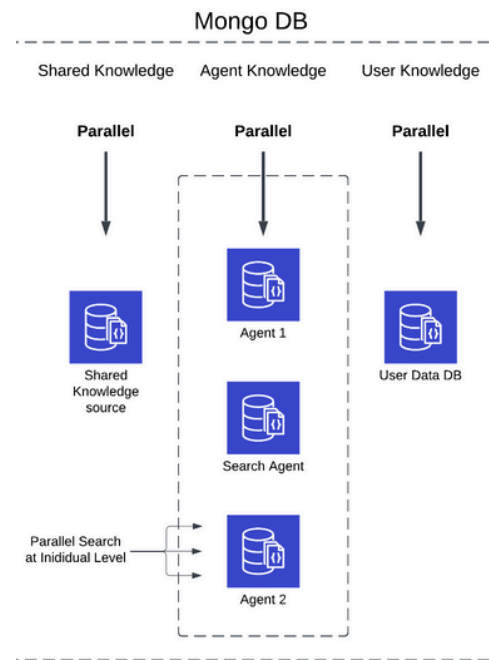 Mongo DB
Shared Knowledge
Agent Knowledge
User Knowledge
Parallel
Parallel
Parallel
Agent 1
Shared
Knowledge
source
User Data DB
Search Agent
Parallel Search
at Inididual Level
Agent 2